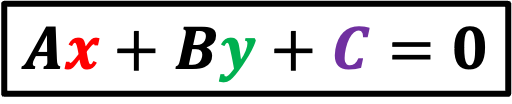 Ax + By + C = 0